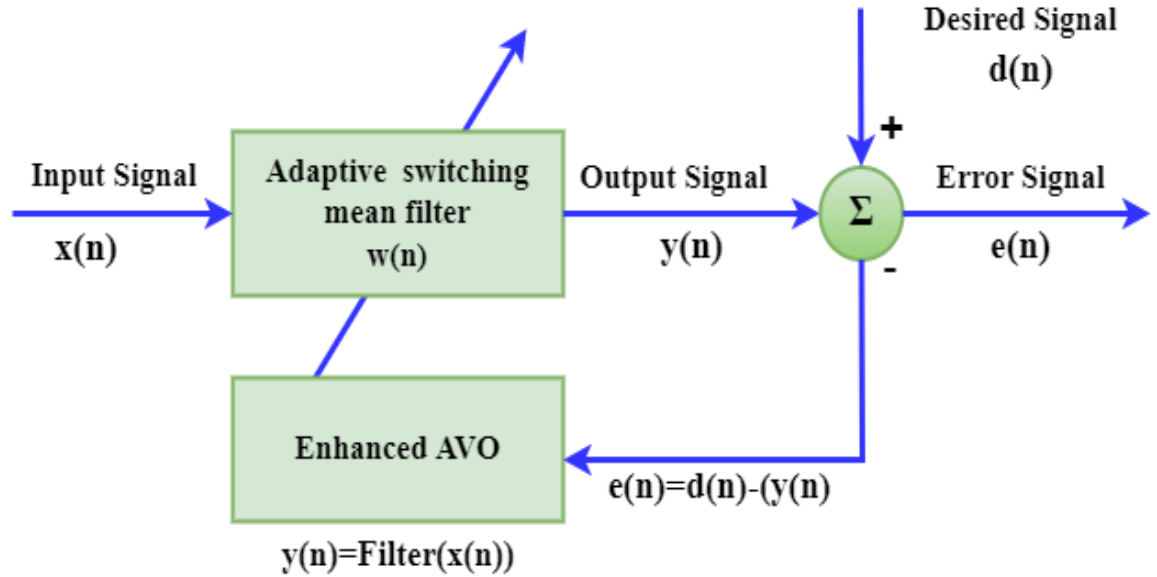 Desired Signal
d(n)
+
Input Signal
x(n)
Adaptive switching
mean filter
w(n)
Output Signal
y(n)
Σ
Error Signal
e(n)
-
Enhanced AVO
e(n)=d(n)-(y(n)
y(n)=Filter(x(n))